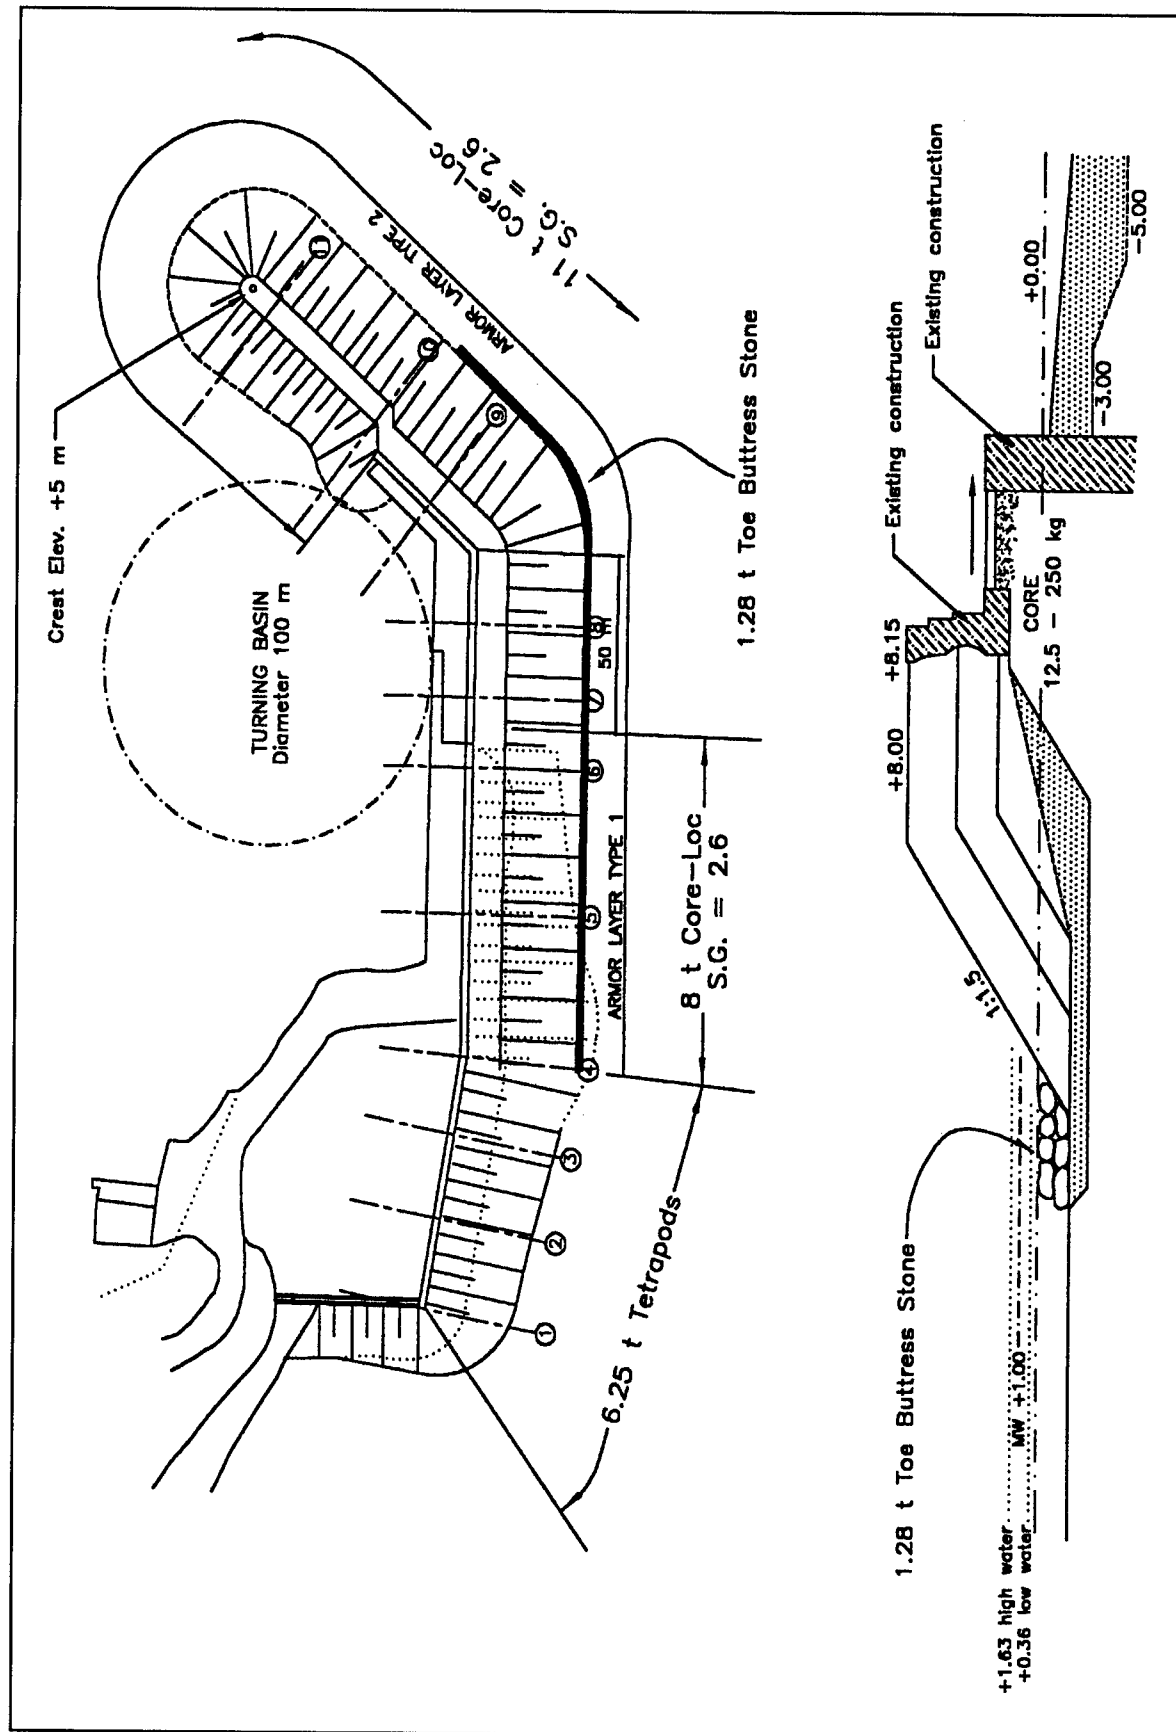 Crest Elev. +5 m
TURNING BASIN
Diameter 100 m
11 t Core-Loc
S.G. = 2.6
ARMOR LAYER TYPE 2
1.28 t Toe Buttress Stone
50 m
ARMOR LAYER TYPE 1
8 t Core-Loc
S.G. = 2.6
6.25 t Tetrapods
1
2
3
4
5
6
7
8
9
1.28 t Toe Buttress Stone
+1.63 high water
+0.36 low water
MW +1.00
1:1.5
+8.00
+8.15
CORE
12.5 - 250 kg
Existing construction
Existing construction
+0.00
-3.00
-5.00